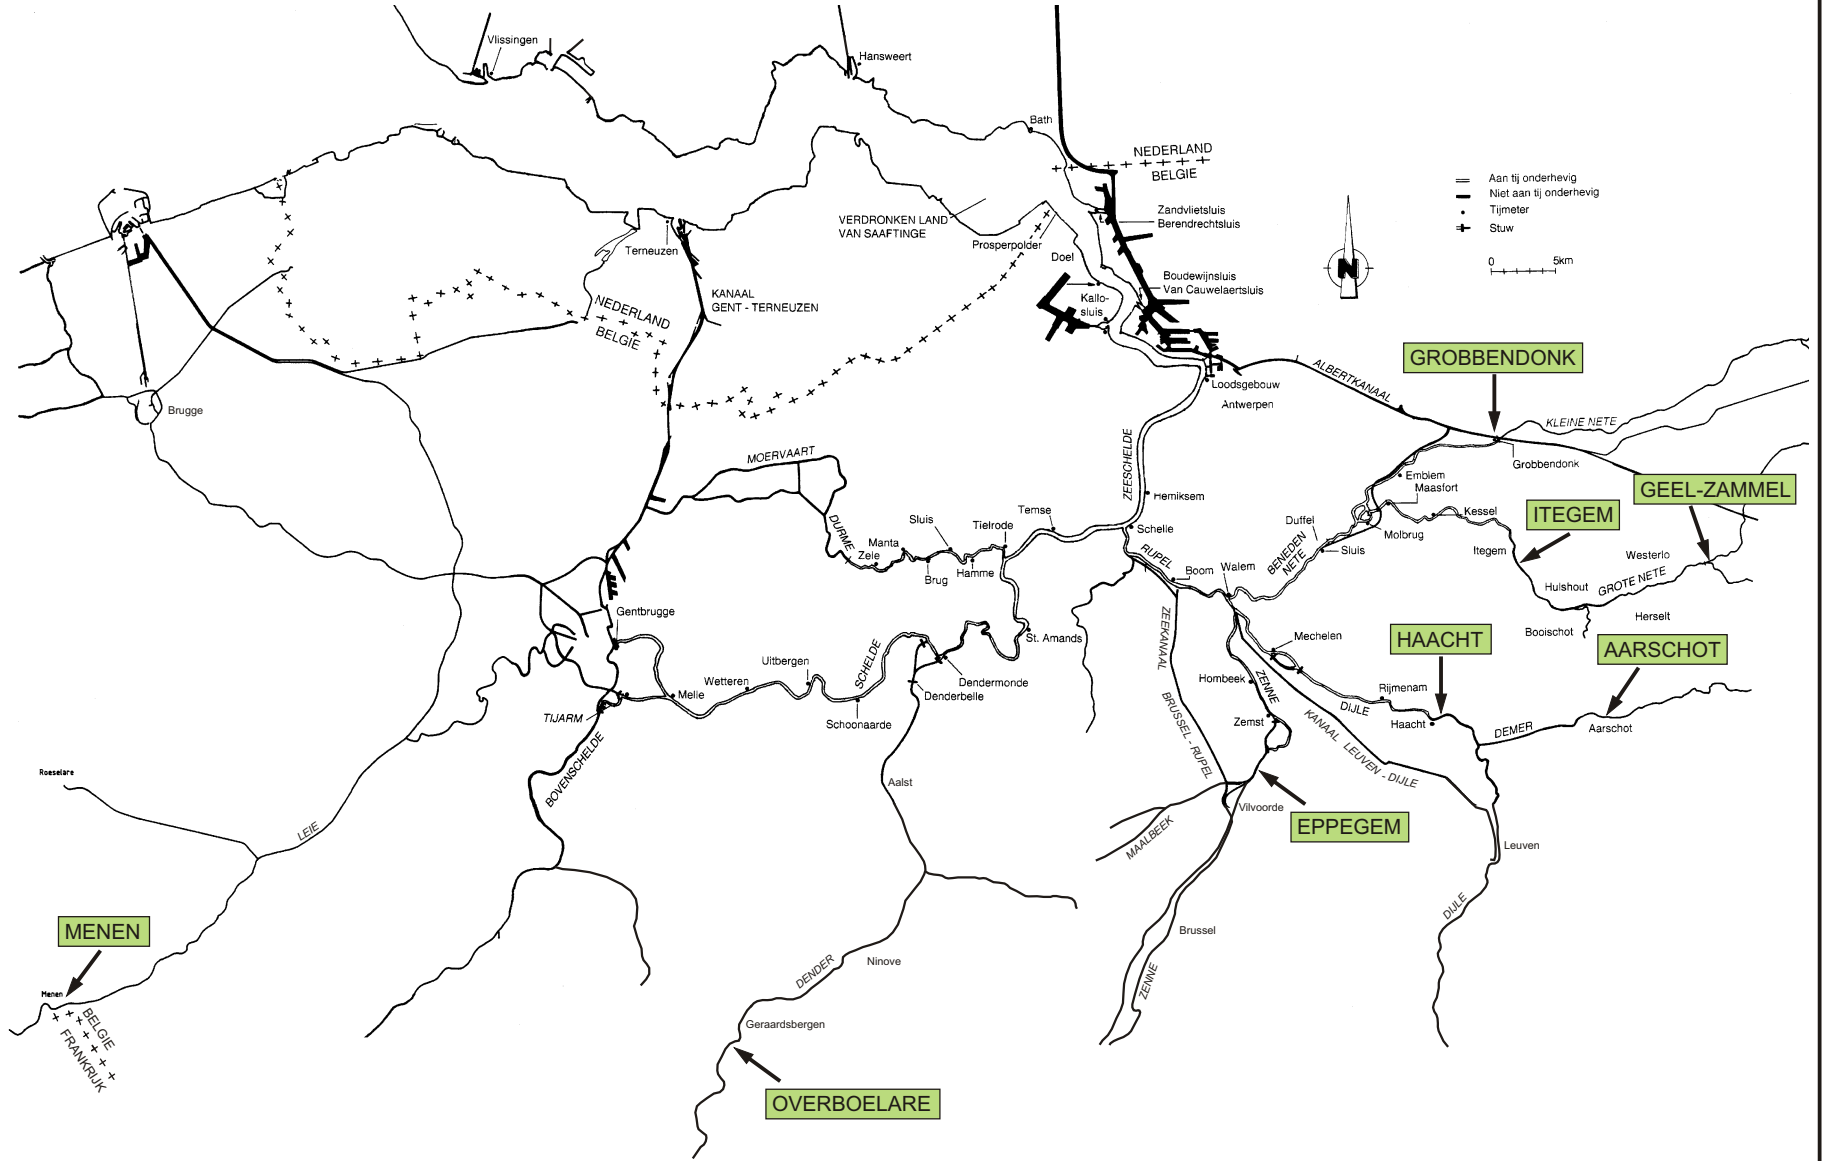 Vlissingen
Hansweert
Bath
NEDERLAND
BELGIE
Aan tij onderhevig
Niet aan tij onderhevig
Tijmeter
Stuw
0 5km
N
Zandvlietsluis
Berendrechtsluis
VERDRONKEN LAND
VAN SAAFTINGE
Prosperpolder
Doel
Terneuzen
KANAAL
GENT - TERNEUZEN
NEDERLAND
BELGIE
Boudewijnsluis
Van Cauwelaertsluis
Kallo-
sluis
GROBBENDONK
ALBERTKANAAL
Loodsgebouw
Antwerpen
Brugge
KLEINE NETE
Grobbendonk
MOERVAART
ZEESCHELDE
Emblem
Maasfort
GEEL-ZAMMEL
Hemiksem
Temse
Schelle
Kessel
ITEGEM
DURME
Sluis
Tielrode
Manta
Zele
Brug
Hamme
Duffel
Molbrug
Sluis
Itegem
BENEDEN
NETE
Westerlo
RUPEL
Boom
Walem
Hulshout
GROTE NETE
Herselt
Booischot
Gentbrugge
ZEEKANAAL
BRUSSEL - RUPEL
St. Amands
Mechelen
HAACHT
AARSCHOT
Uitbergen
SCHELDE
Wetteren
Melle
Dendermonde
Denderbelle
Schoonaarde
TIJARM
Hombeek
ZENNE
Rijmenam
DIJLE
Haacht
Zemst
KANAAL LEUVEN - DIJLE
DEMER
Aarschot
BOVENSCHELDE
Roeselare
Aalst
LEIE
Vilvoorde
MAALBEEK
EPPEGEM
Leuven
DIJLE
MENEN
Brussel
Ninove
DENDER
ZENNE
Menen
BELGIE
FRANKRIJK
Geraardsbergen
OVERBOELARE